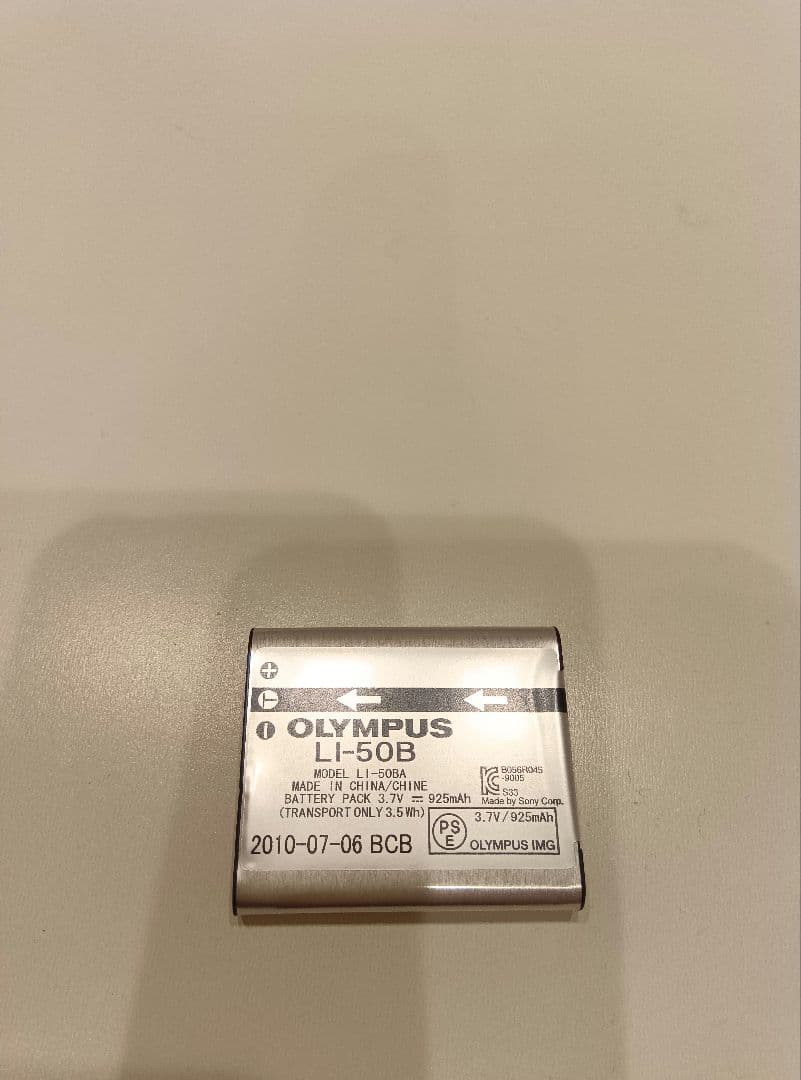 OLYMPUS
LI-50B
MODEL LI-50BA
MADE IN CHINA/CHINE
BATTERY PACK 3.7V ⎓ 925mAh
(TRANSPORT ONLY 3.5Wh)
2010-07-06 BCB
B056R045
-9005
S33
Made by Sony Corp.
3.7V/925mAh
PS
E
OLYMPUS IMG